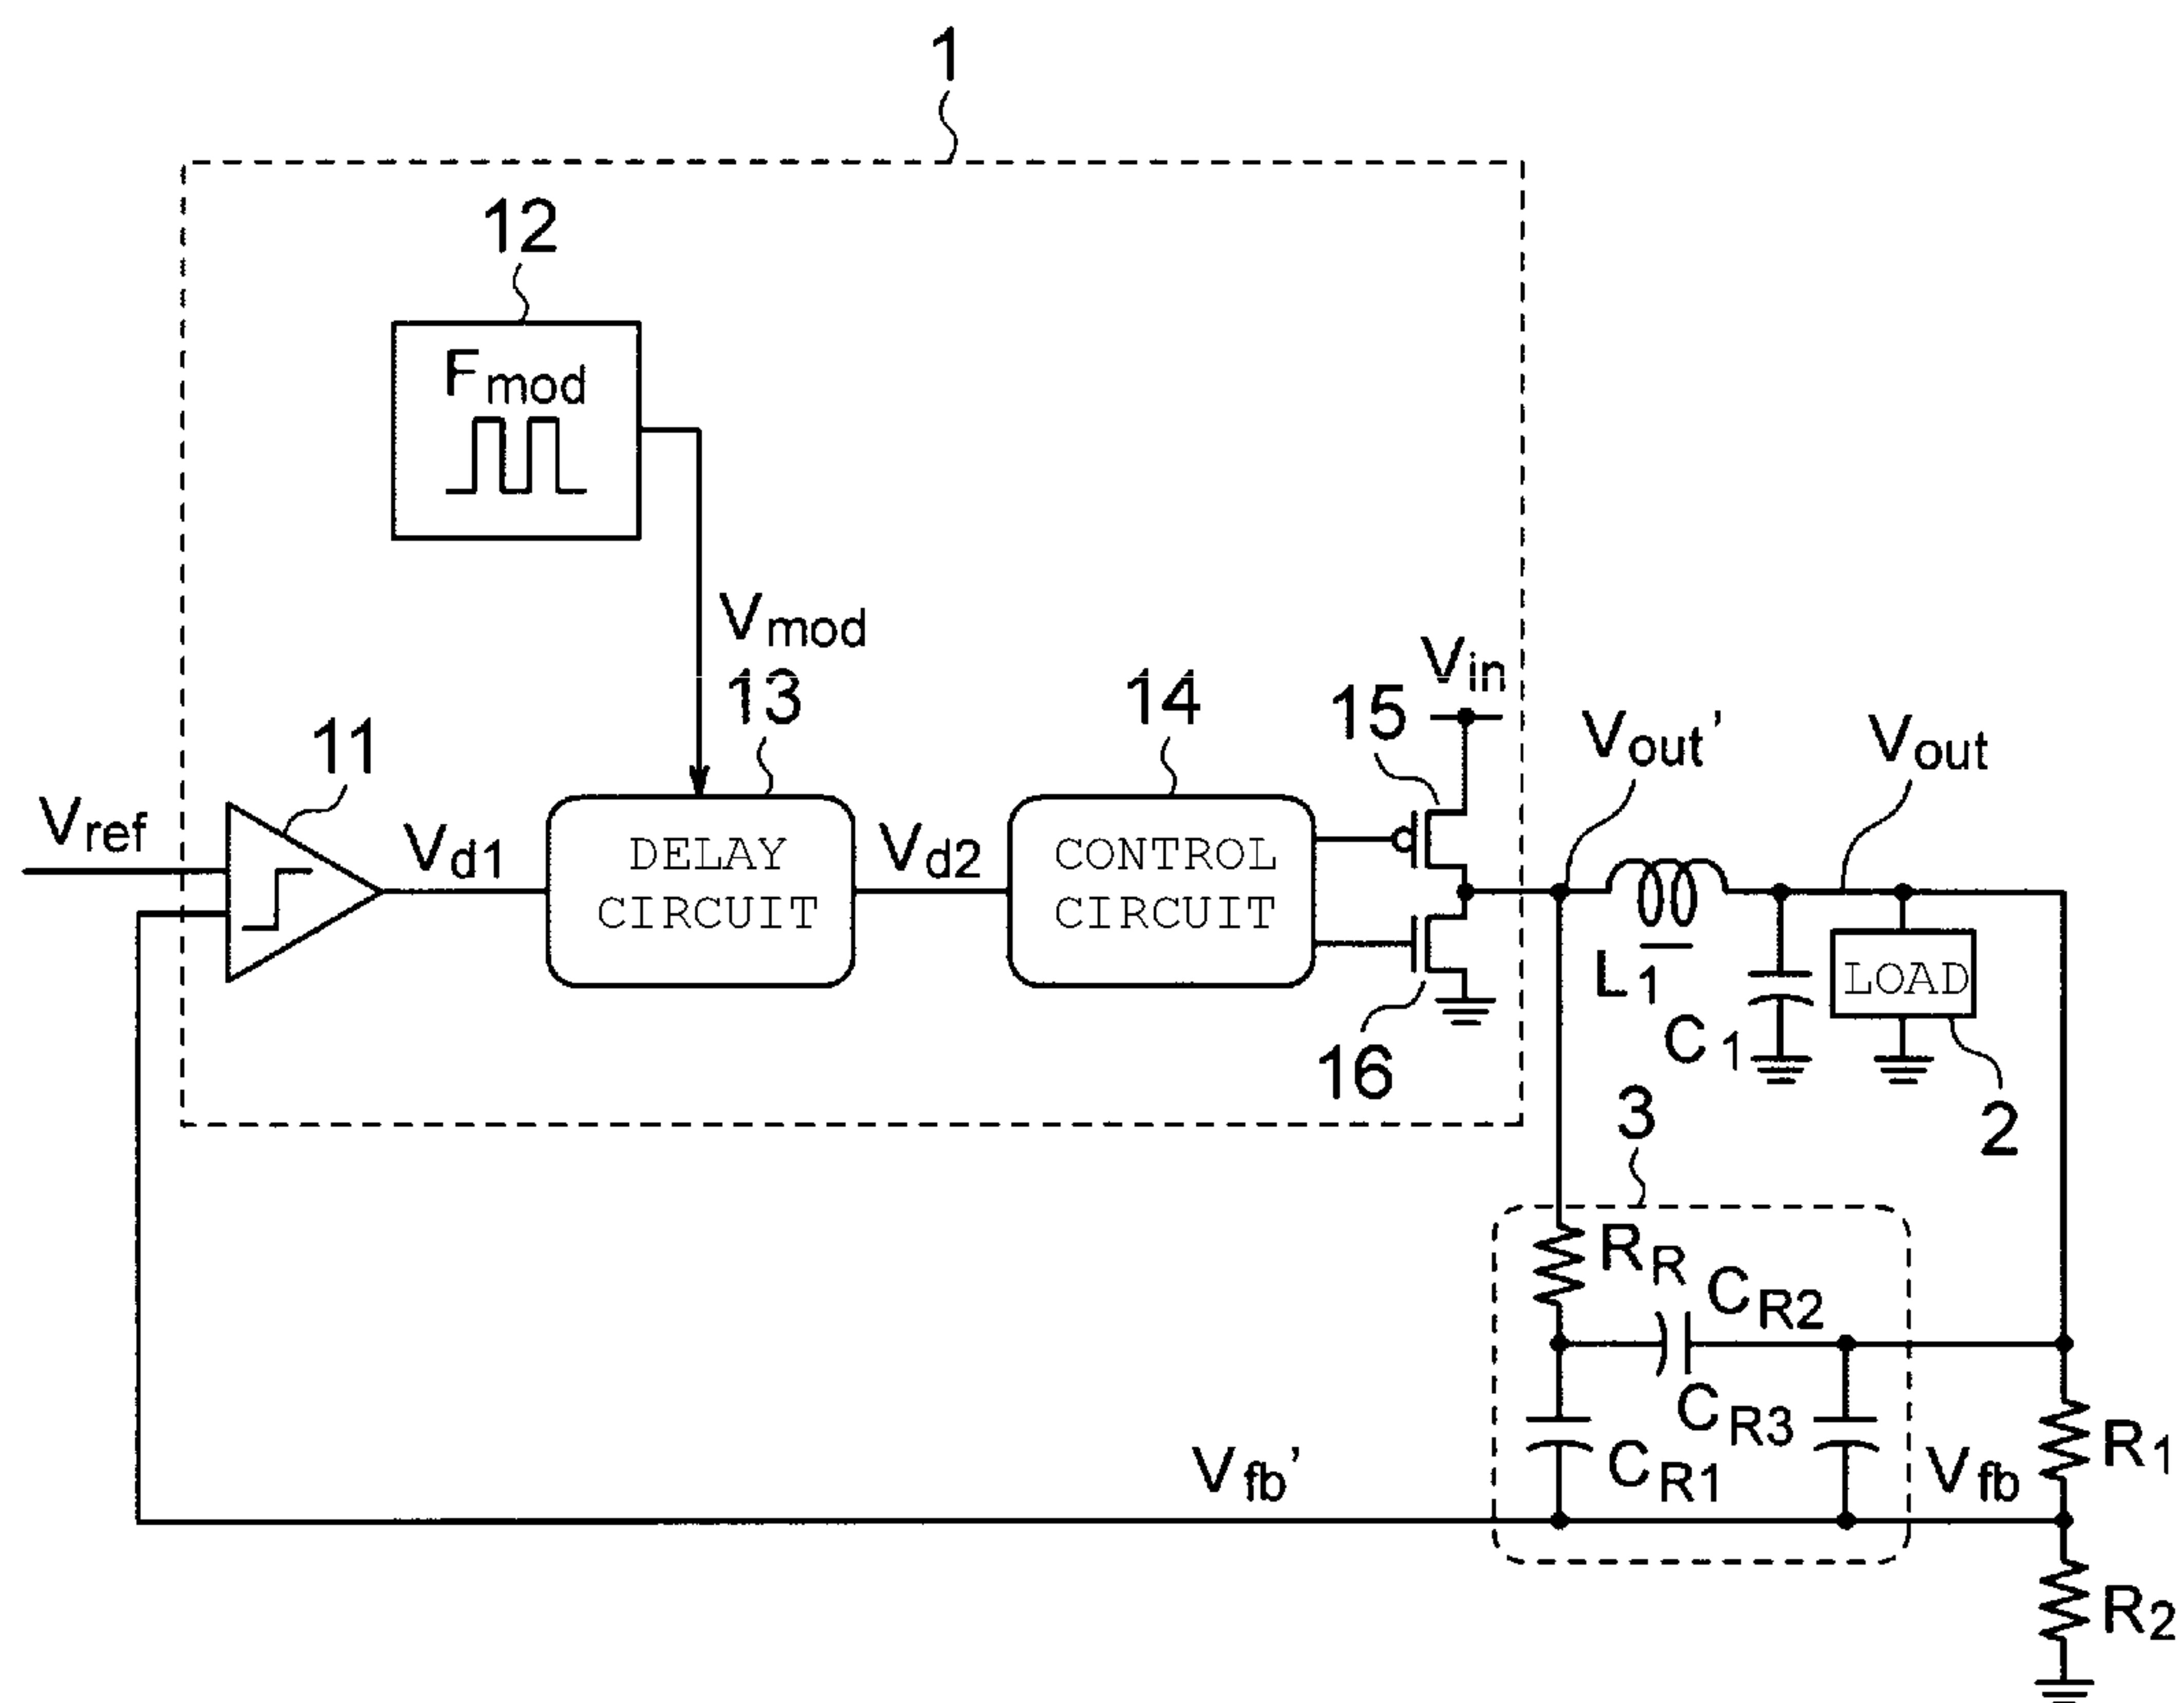 1
12
Fmod
Vmod
13
14
15
Vin
Vout'
Vout
11
Vref
Vd1
DELAY
CIRCUIT
Vd2
CONTROL
CIRCUIT
L1
C1
LOAD
16
2
3
RR
CR2
CR3
CR1
R1
Vfb'
Vfb
R2